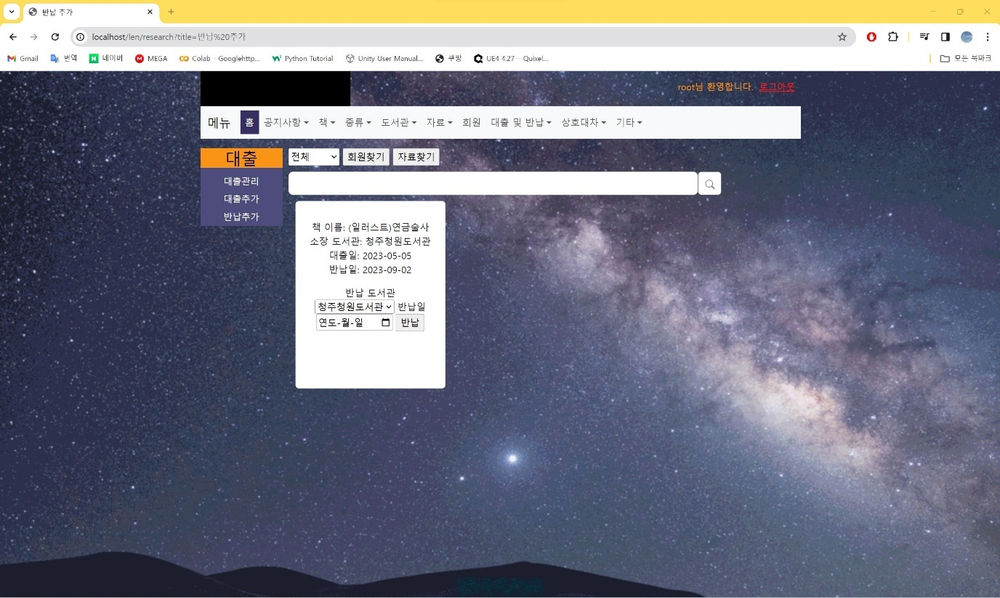 반납 추가
localhost/len/research?title=반납%20추가
Gmail 번역 네이버 MEGA Colab - Googlehttp... Python Tutorial Unity User Manual... 쿠팡 UE4 4.27 – Quixel... 모든 북마크
root님 환영합니다. 로그아웃
메뉴 홈 공지사항 책 종류 도서관 자료 회원 대출 및 반납 상호대차 기타
대출
대출관리
대출추가
반납추가
전체 회원찾기 자료찾기
책 이름: (일러스트)연금술사
소장 도서관: 청주청원도서관
대출일: 2023-05-05
반납일: 2023-09-02
반납 도서관
청주청원도서관 반납일
연도-월-일 반납